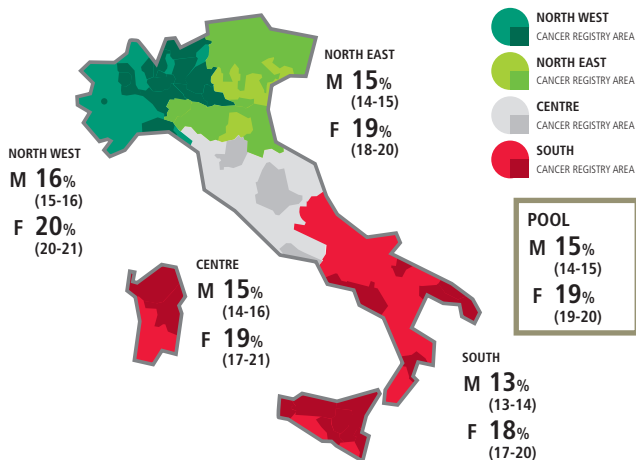 NORTH EAST
M 15%
(14-15)
F 19%
(18-20)
NORTH WEST
CANCER REGISTRY AREA
NORTH EAST
CANCER REGISTRY AREA
CENTRE
CANCER REGISTRY AREA
SOUTH
CANCER REGISTRY AREA
NORTH WEST
M 16%
(15-16)
F 20%
(20-21)
POOL
M 15%
(14-15)
F 19%
(19-20)
CENTRE
M 15%
(14-16)
F 19%
(17-21)
SOUTH
M 13%
(13-14)
F 18%
(17-20)